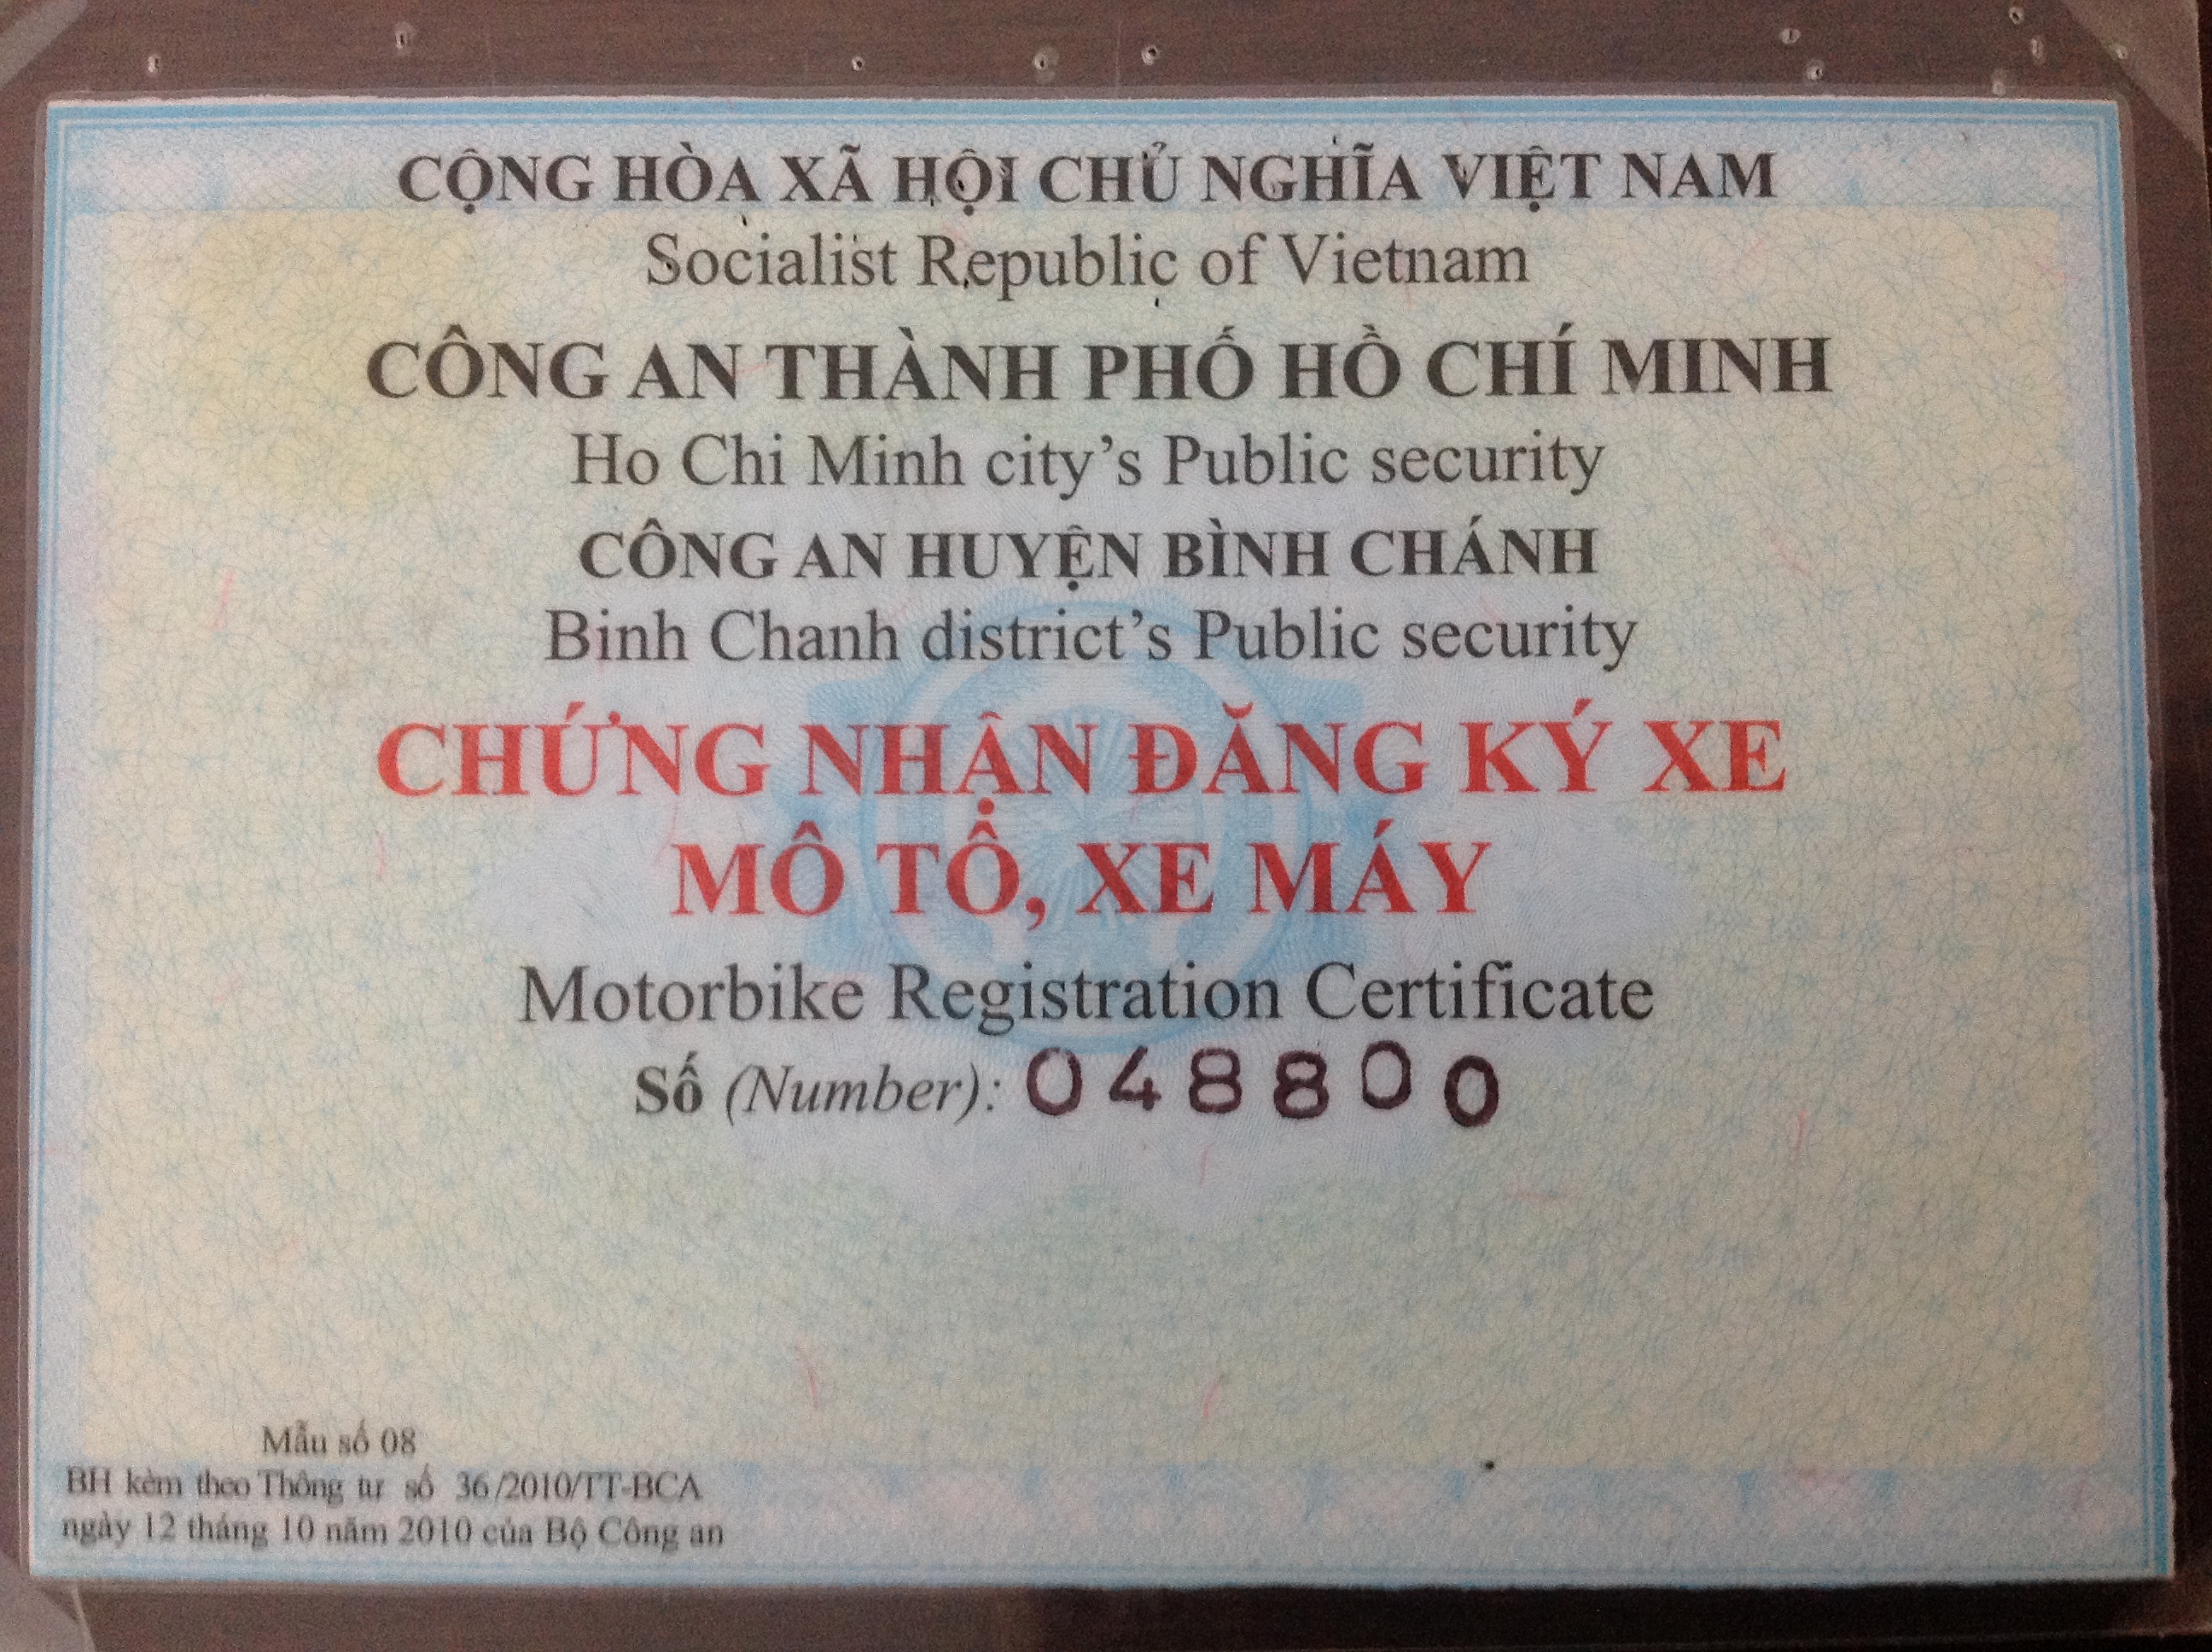 CỘNG HÒA XÃ HỘI CHỦ NGHĨA VIỆT NAM
Socialist Republic of Vietnam
CÔNG AN THÀNH PHỐ HỒ CHÍ MINH
Ho Chi Minh city’s Public security
CÔNG AN HUYỆN BÌNH CHÁNH
Binh Chanh district’s Public security
CHỨNG NHẬN ĐĂNG KÝ XE
MÔ TÔ, XE MÁY
Motorbike Registration Certificate
Số (Number): 048800
Mẫu số 08
BH kèm theo Thông tư số 36/2010/TT-BCA
ngày 12 tháng 10 năm 2010 của Bộ Công an